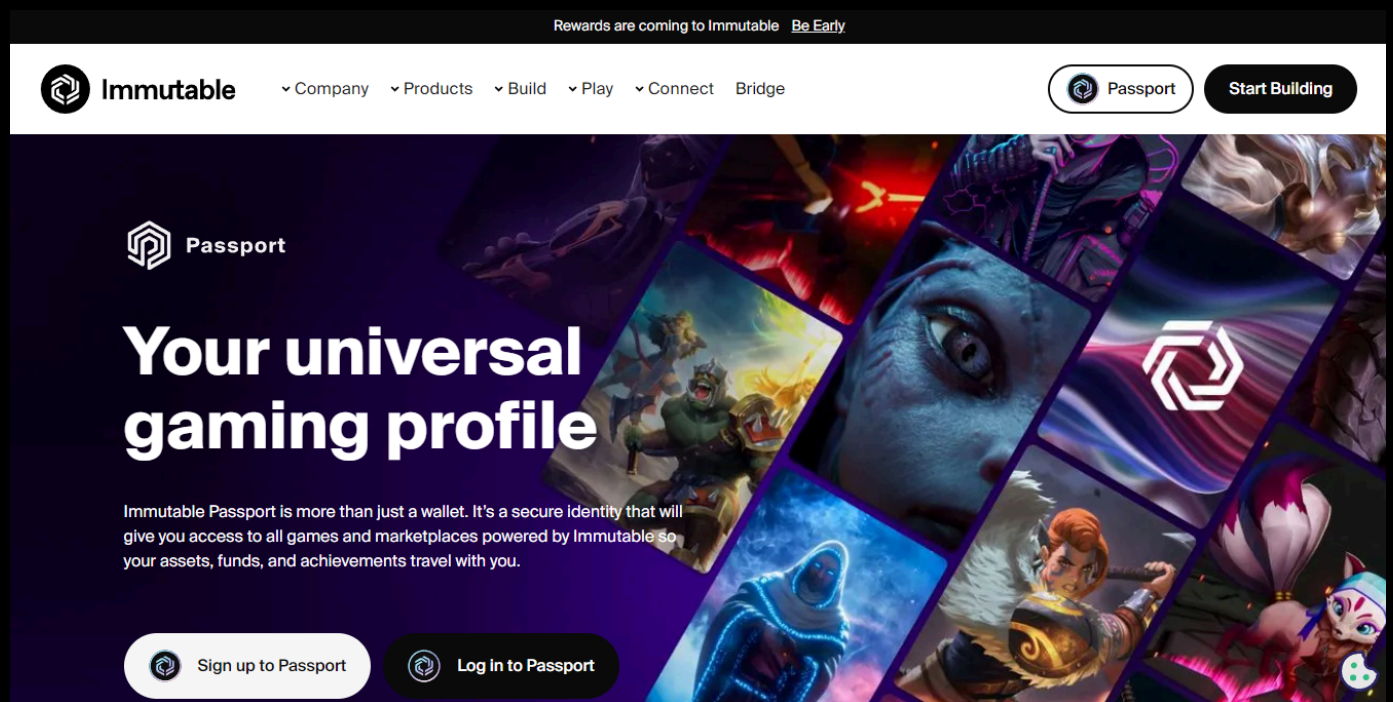 Rewards are coming to Immutable Be Early
Immutable Company Products Build Play Connect Bridge Passport Start Building
Passport
Your universal
gaming profile
Immutable Passport is more than just a wallet. It's a secure identity that will
give you access to all games and marketplaces powered by Immutable so
your assets, funds, and achievements travel with you.
Sign up to Passport Log in to Passport